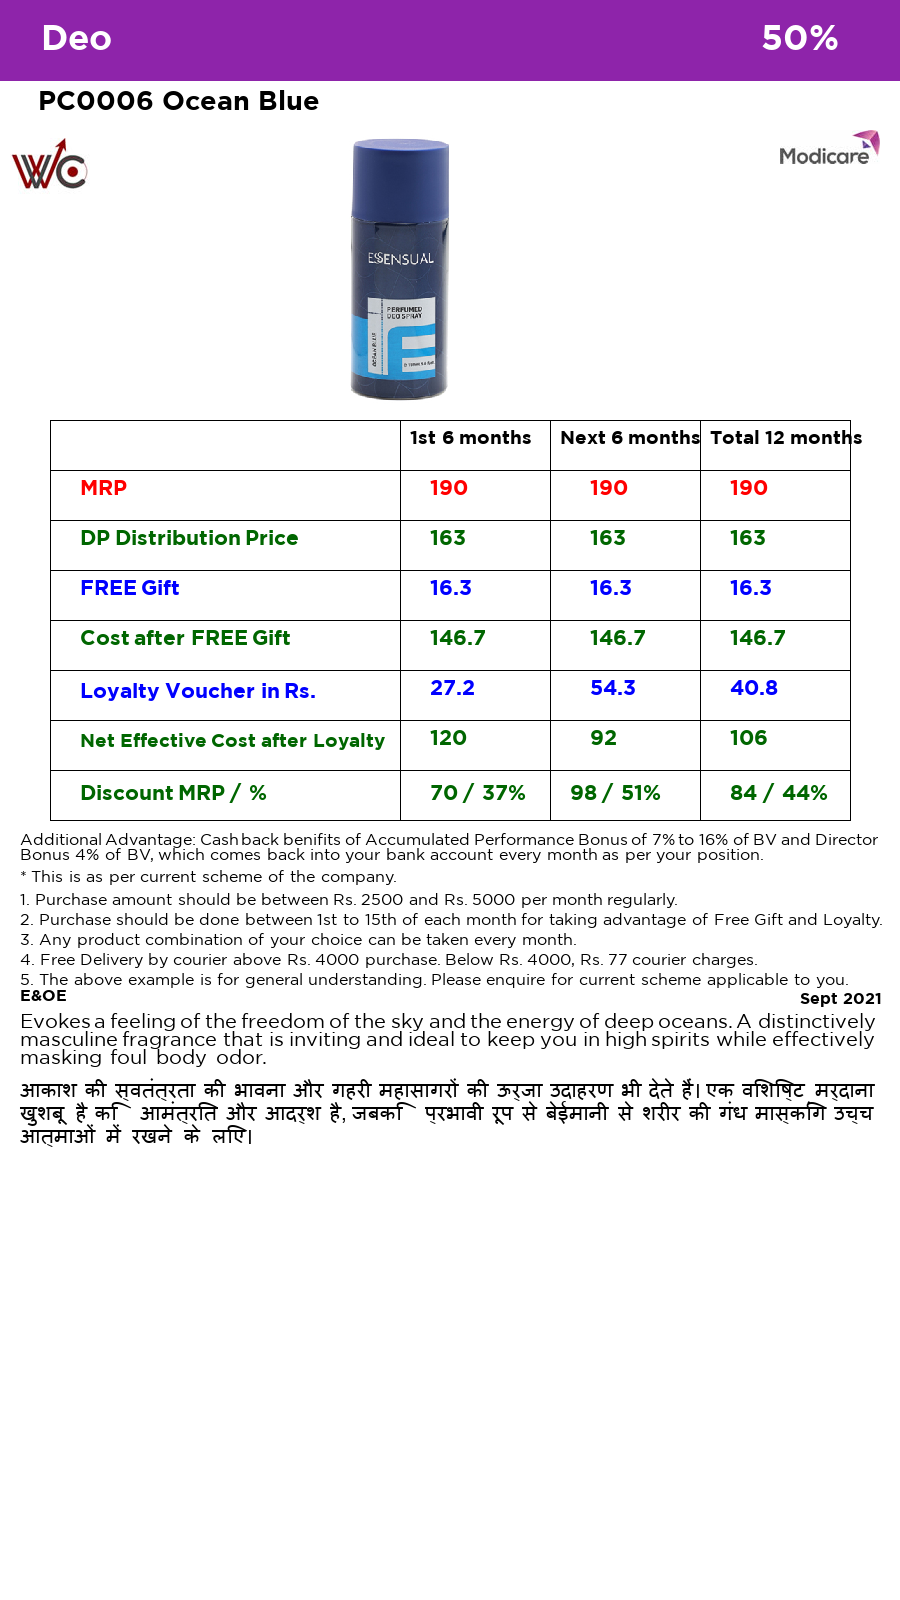 Deo 50%
PC0006 Ocean Blue
WC
Modicare
ESSENSUAL
PERFUMED
DEO SPRAY
OCEAN BLUE
1st 6 months Next 6 months Total 12 months
MRP 190 190 190
DP Distribution Price 163 163 163
FREE Gift 16.3 16.3 16.3
Cost after FREE Gift 146.7 146.7 146.7
Loyalty Voucher in Rs. 27.2 54.3 40.8
Net Effective Cost after Loyalty 120 92 106
Discount MRP / % 70 / 37% 98 / 51% 84 / 44%
Additional Advantage: Cash back benifits of Accumulated Performance Bonus of 7% to 16% of BV and Director
Bonus 4% of BV, which comes back into your bank account every month as per your position.
* This is as per current scheme of the company.
1. Purchase amount should be between Rs. 2500 and Rs. 5000 per month regularly.
2. Purchase should be done between 1st to 15th of each month for taking advantage of Free Gift and Loyalty.
3. Any product combination of your choice can be taken every month.
4. Free Delivery by courier above Rs. 4000 purchase. Below Rs. 4000, Rs. 77 courier charges.
5. The above example is for general understanding. Please enquire for current scheme applicable to you.
E&OE
Sept 2021
Evokes a feeling of the freedom of the sky and the energy of deep oceans. A distinctively
masculine fragrance that is inviting and ideal to keep you in high spirits while effectively
masking foul body odor.
आकाश की स्वतंत्रता की भावना और गहरी महासागरों की ऊर्जा उदाहरण भी देते हैं। एक विशिष्ट मर्दाना
खुशबू है कि आमंत्रित और आदर्श है, जबकि प्रभावी रूप से बेईमानी से शरीर की गंध मास्किंग उच्च
आत्माओं में रखने के लिए।